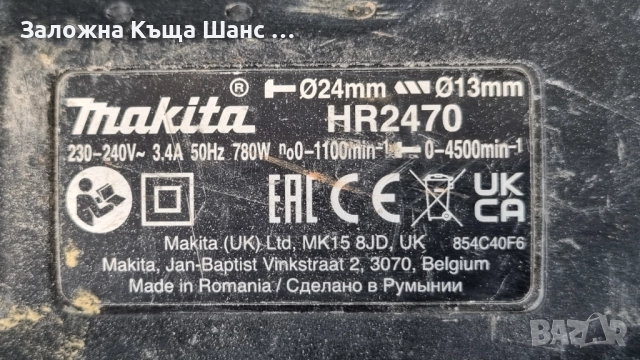 Заложна Къща Шанс ...
makita® Ø24mm Ø13mm
HR2470
230-240V~ 3.4A 50Hz 780W n₀0-1100min⁻¹ 0-4500min⁻¹
EAC CE UK CA
Makita (UK) Ltd, MK15 8JD, UK 854C40F6
Makita, Jan-Baptist Vinkstraat 2, 3070, Belgium
Made in Romania / Сделано в Румынии
BAZAR